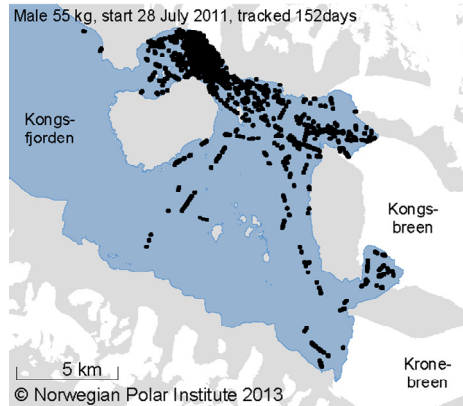 Male 55 kg, start 28 July 2011, tracked 152days
Kongs-
fjorden
Kongs-
breen
5 km
Krone-
breen
© Norwegian Polar Institute 2013